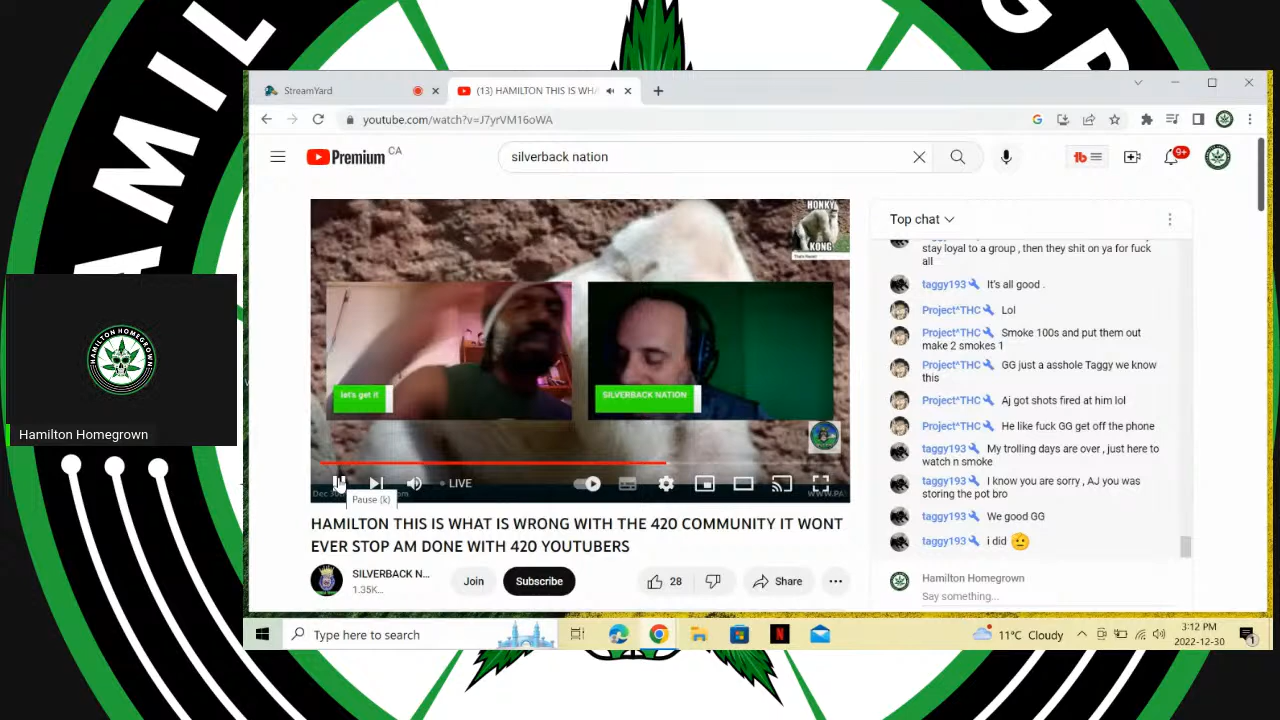 AMIL
GR
StreamYard
(13) HAMILTON THIS IS WHA
youtube.com/watch?v=J7yrVM16oWA
Premium CA
silverback nation
9+
HONKY
KONG
let's get it
SILVERBACK NATION
LIVE
Pause (k)
HAMILTON THIS IS WHAT IS WRONG WITH THE 420 COMMUNITY IT WONT
EVER STOP AM DONE WITH 420 YOUTUBERS
SILVERBACK N...
1.35K...
Join
Subscribe
28
Share
Top chat
stay loyal to a group , then they shit on ya for fuck
all
taggy193 It's all good .
Project^THC Lol
Project^THC Smoke 100s and put them out
make 2 smokes 1
Project^THC GG just a asshole Taggy we know
this
Project^THC Aj got shots fired at him lol
Project^THC He like fuck GG get off the phone
taggy193 My trolling days are over , just here to
watch n smoke
taggy193 I know you are sorry , AJ you was
storing the pot bro
taggy193 We good GG
taggy193 i did 🫡
Hamilton Homegrown
Say something...
HAMILTON HOMEGROWN
Hamilton Homegrown
Type here to search
11°C Cloudy
3:12 PM
2022-12-30
1